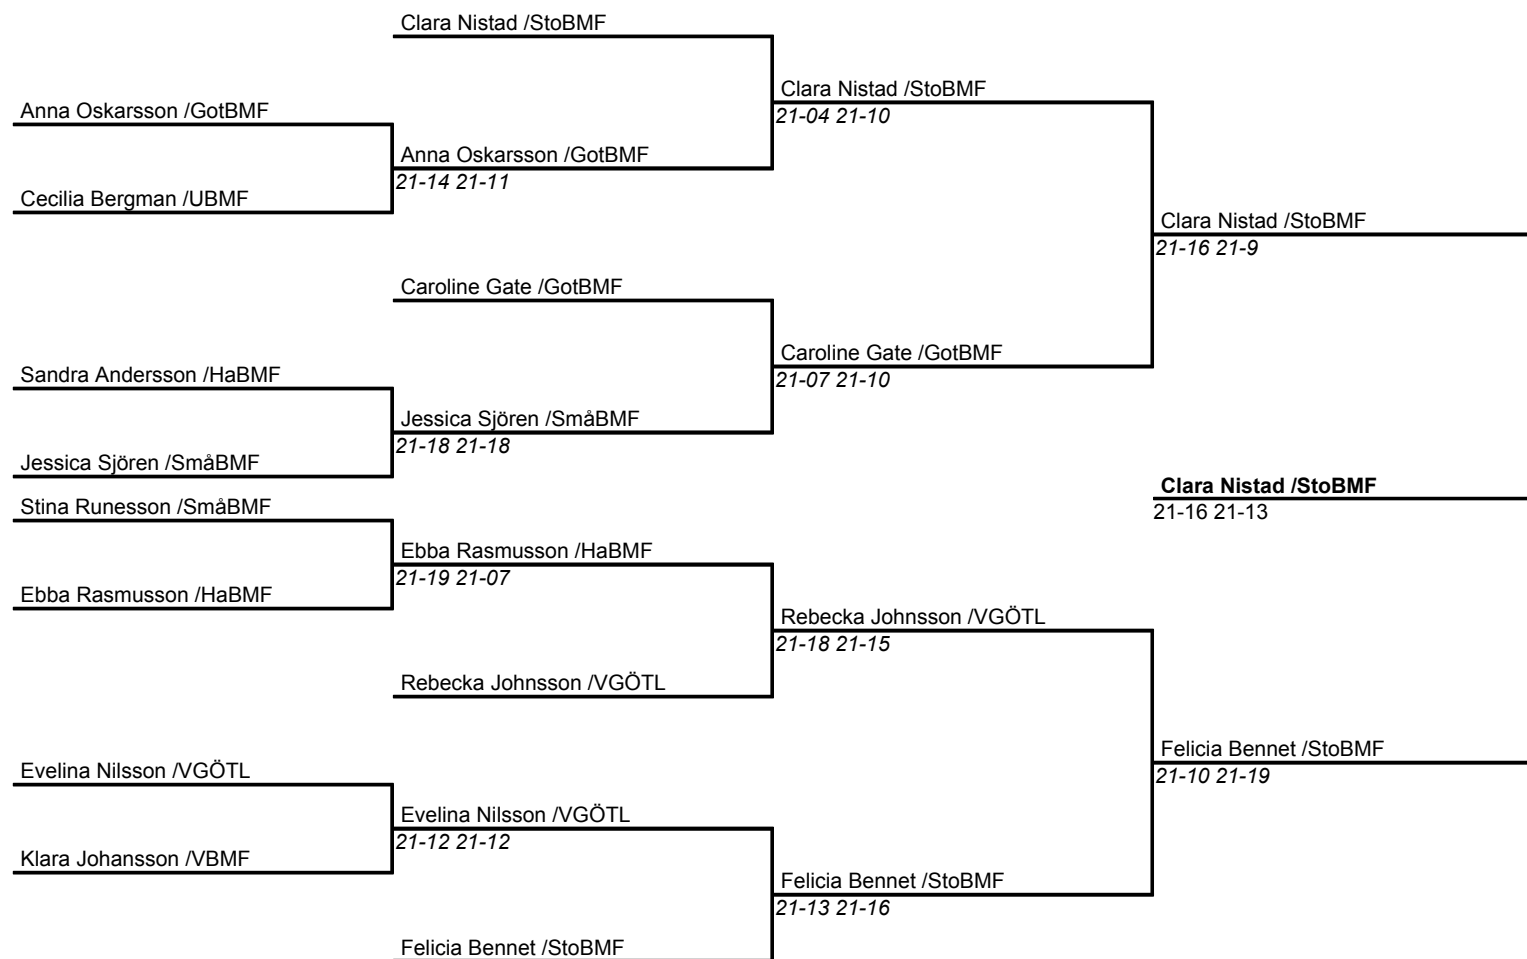 Clara Nistad /StoBMF
Clara Nistad /StoBMF
21-04 21-10
Anna Oskarsson /GotBMF
Anna Oskarsson /GotBMF
21-14 21-11
Cecilia Bergman /UBMF
Clara Nistad /StoBMF
21-16 21-9
Caroline Gate /GotBMF
Caroline Gate /GotBMF
21-07 21-10
Sandra Andersson /HaBMF
Jessica Sjören /SmåBMF
21-18 21-18
Jessica Sjören /SmåBMF
Clara Nistad /StoBMF
21-16 21-13
Stina Runesson /SmåBMF
Ebba Rasmusson /HaBMF
21-19 21-07
Ebba Rasmusson /HaBMF
Rebecka Johnsson /VGÖTL
21-18 21-15
Rebecka Johnsson /VGÖTL
Felicia Bennet /StoBMF
21-10 21-19
Evelina Nilsson /VGÖTL
Evelina Nilsson /VGÖTL
21-12 21-12
Klara Johansson /VBMF
Felicia Bennet /StoBMF
21-13 21-16
Felicia Bennet /StoBMF